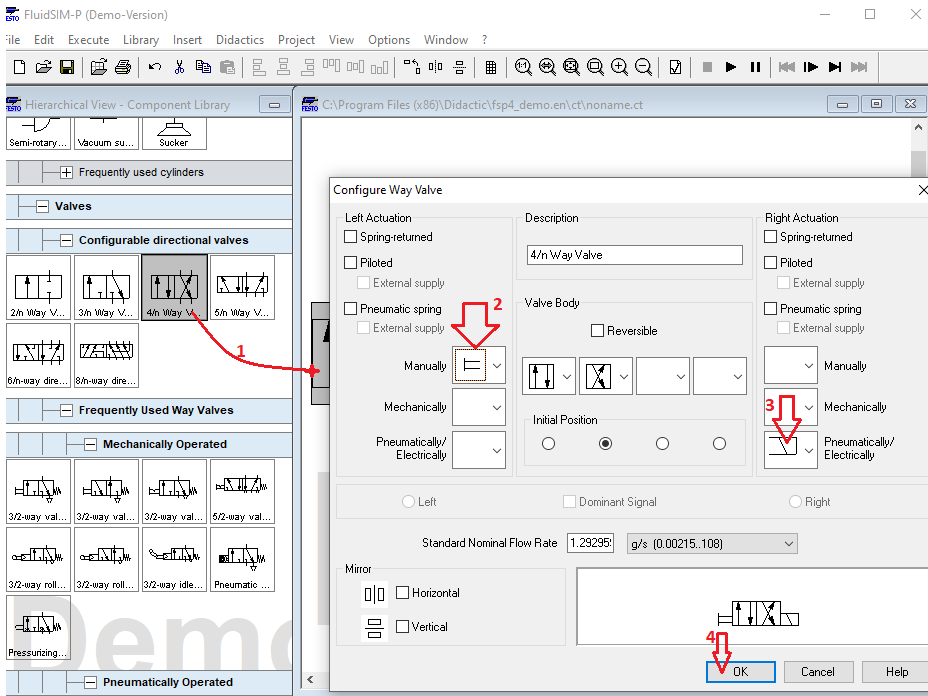 FluidSIM-P (Demo-Version)
File Edit Execute Library Insert Didactics Project View Options Window ?
FESTO Hierarchical View - Component Library
FESTO C:\Program Files (x86)\Didactic\fsp4_demo.en\ct\noname.ct
Semi-rotary... Vacuum su... Sucker
Frequently used cylinders
Valves
Configurable directional valves
2/n Way V... 3/n Way V... 4/n Way V... 5/n Way V...
6/n-way dire... 8/n-way dire...
Frequently Used Way Valves
Mechanically Operated
3/2-way val... 3/2-way val... 3/2-way val... 5/2-way val...
3/2-way roll... 3/2-way roll... 3/2-way idle... Pneumatic ...
Pressurizing...
Pneumatically Operated
Demo
1
Configure Way Valve
Left Actuation
Spring-returned
Piloted
External supply
Pneumatic spring
External supply
2
Manually
Mechanically
Pneumatically/
Electrically
Description
4/n Way Valve
Valve Body
Reversible
Initial Position
Right Actuation
Spring-returned
Piloted
External supply
Pneumatic spring
External supply
Manually
3
Mechanically
Pneumatically/
Electrically
Left Dominant Signal Right
Standard Nominal Flow Rate 1.29295 g/s (0.00215..108)
Mirror
Horizontal
Vertical
4
OK Cancel Help